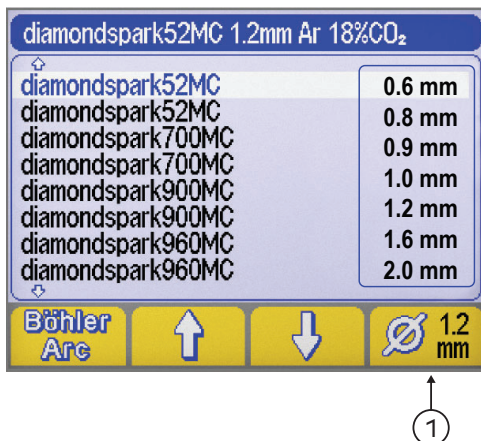 diamondspark52MC 1.2mm Ar 18%CO₂
diamondspark52MC
diamondspark52MC
diamondspark700MC
diamondspark700MC
diamondspark900MC
diamondspark900MC
diamondspark960MC
diamondspark960MC
0.6 mm
0.8 mm
0.9 mm
1.0 mm
1.2 mm
1.6 mm
2.0 mm
Böhler
Arc
1.2
mm
1